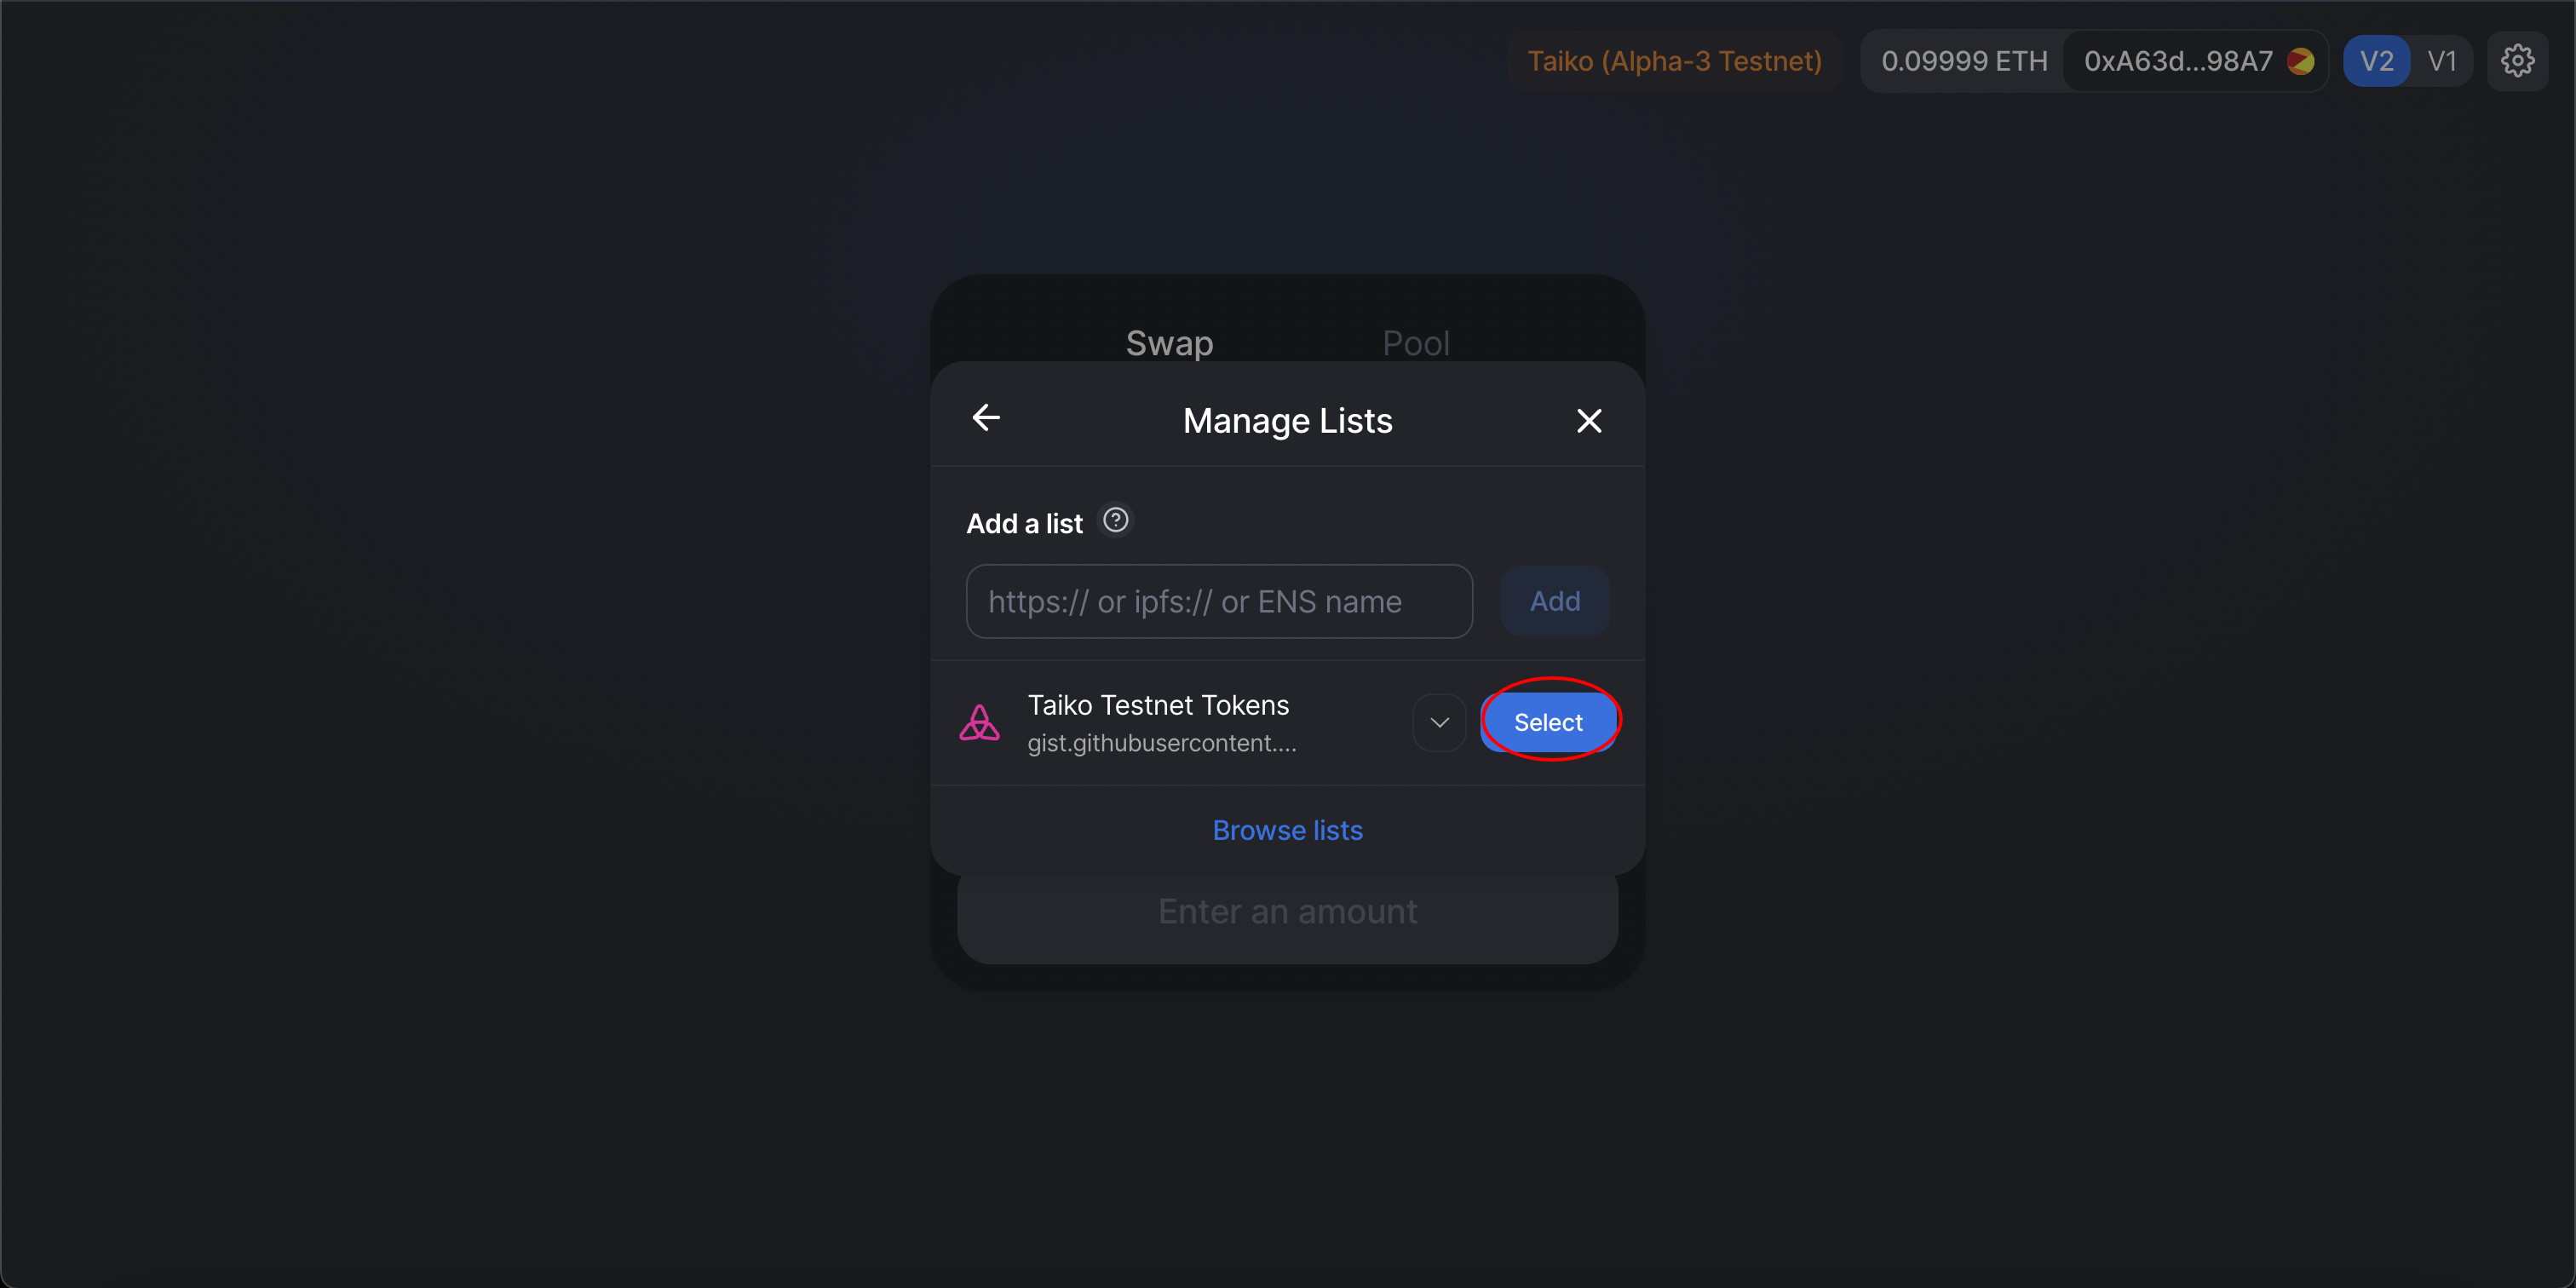 Taiko (Alpha-3 Testnet) 0.09999 ETH 0xA63d...98A7 V2 V1
Swap Pool
Manage Lists
Add a list
https:// or ipfs:// or ENS name Add
Taiko Testnet Tokens
gist.githubusercontent....
Select
Browse lists
Enter an amount